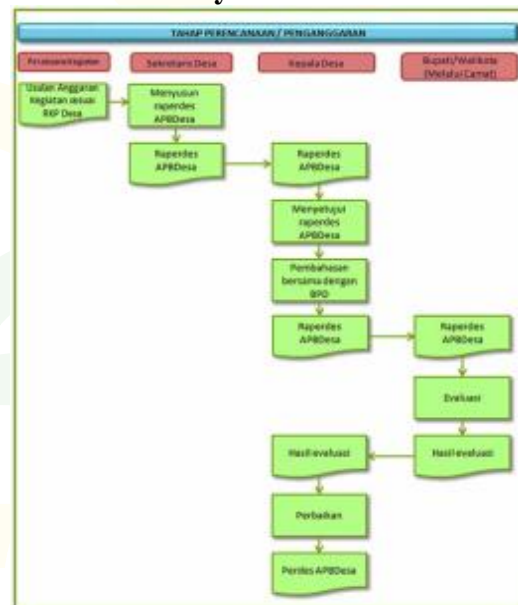 TAHAP PERENCANAAN / PENGANGGARAN
Pelaksana Kegiatan
Sekretaris Desa
Kepala Desa
Bupati/Walikota
(Melalui Camat)
Usulan Anggaran
Kegiatan sesuai
RKP Desa
Menyusun
raperdes
APBDesa
Raperdes
APBDesa
Raperdes
APBDesa
Menyetujui
raperdes
APBDesa
Pembahasan
bersama dengan
BPD
Raperdes
APBDesa
Raperdes
APBDesa
Evaluasi
Hasil evaluasi
Hasil evaluasi
Perbaikan
Perdes APBDesa